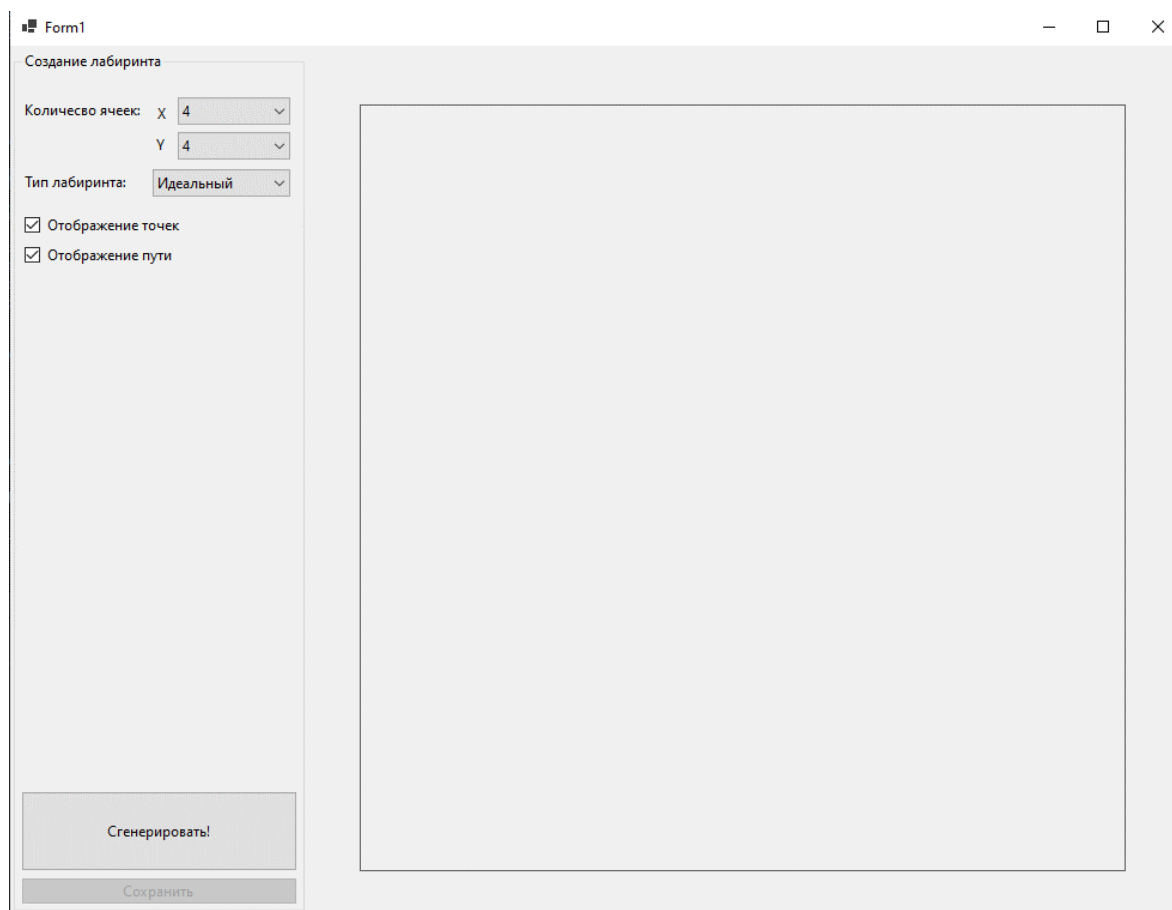 Form1
Создание лабиринта
Количесво ячеек: X 4
Y 4
Тип лабиринта: Идеальный
Отображение точек
Отображение пути
Сгенерировать!
Сохранить